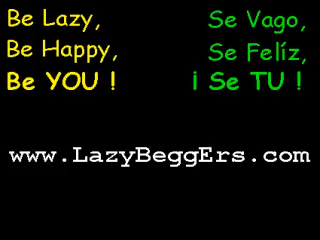 Be Lazy,
Be Happy,
Be YOU !
Se Vago,
Se Felíz,
¡ Se TU !
www.LazyBeggErs.com